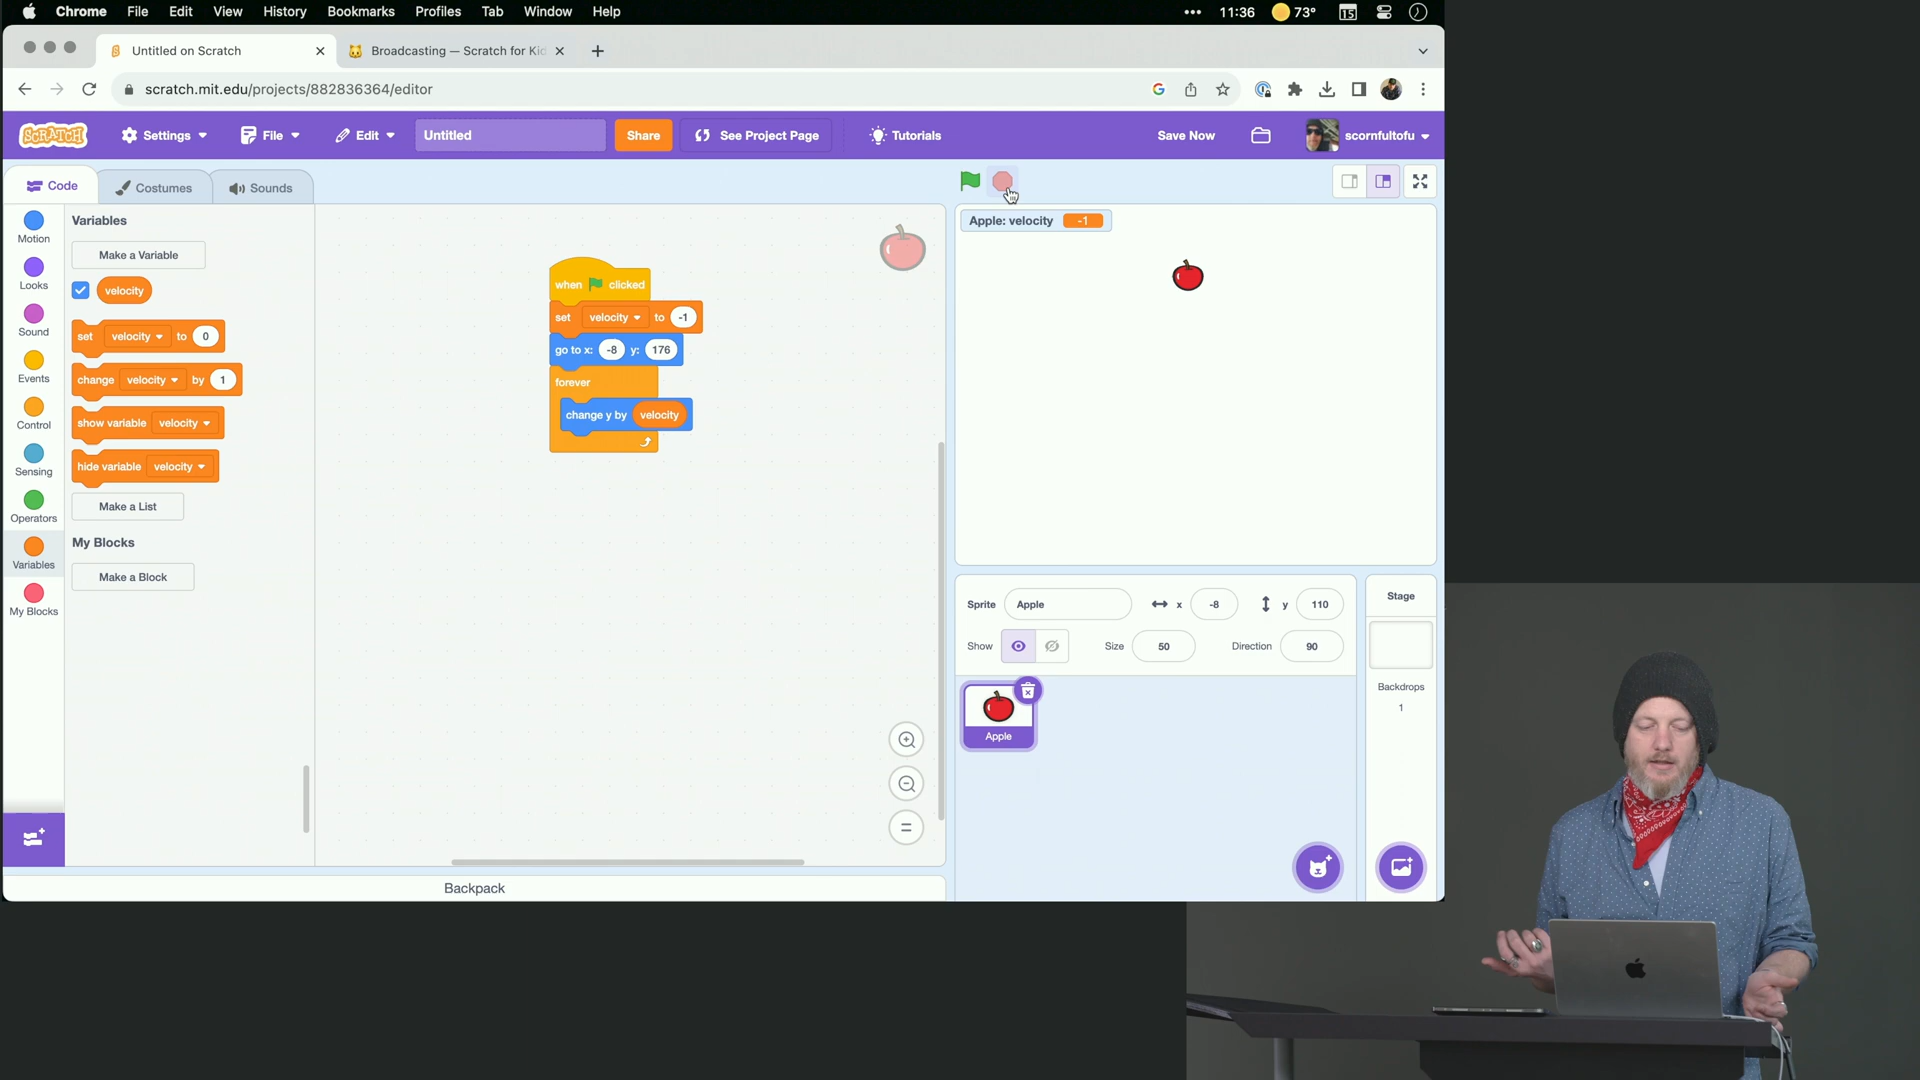 Chrome File Edit View History Bookmarks Profiles Tab Window Help
11:36 73° 15
Untitled on Scratch
Broadcasting — Scratch for Kid
scratch.mit.edu/projects/882836364/editor
SCRATCH Settings File Edit Untitled Share See Project Page Tutorials Save Now scornfultofu
Code Costumes Sounds
Motion
Looks
Sound
Events
Control
Sensing
Operators
Variables
My Blocks
Variables
Make a Variable
velocity
set velocity to 0
change velocity by 1
show variable velocity
hide variable velocity
Make a List
My Blocks
Make a Block
when clicked
set velocity to -1
go to x: -8 y: 176
forever
change y by velocity
Backpack
Apple: velocity -1
Sprite Apple x -8 y 110
Show Size 50 Direction 90
Apple
Stage
Backdrops
1